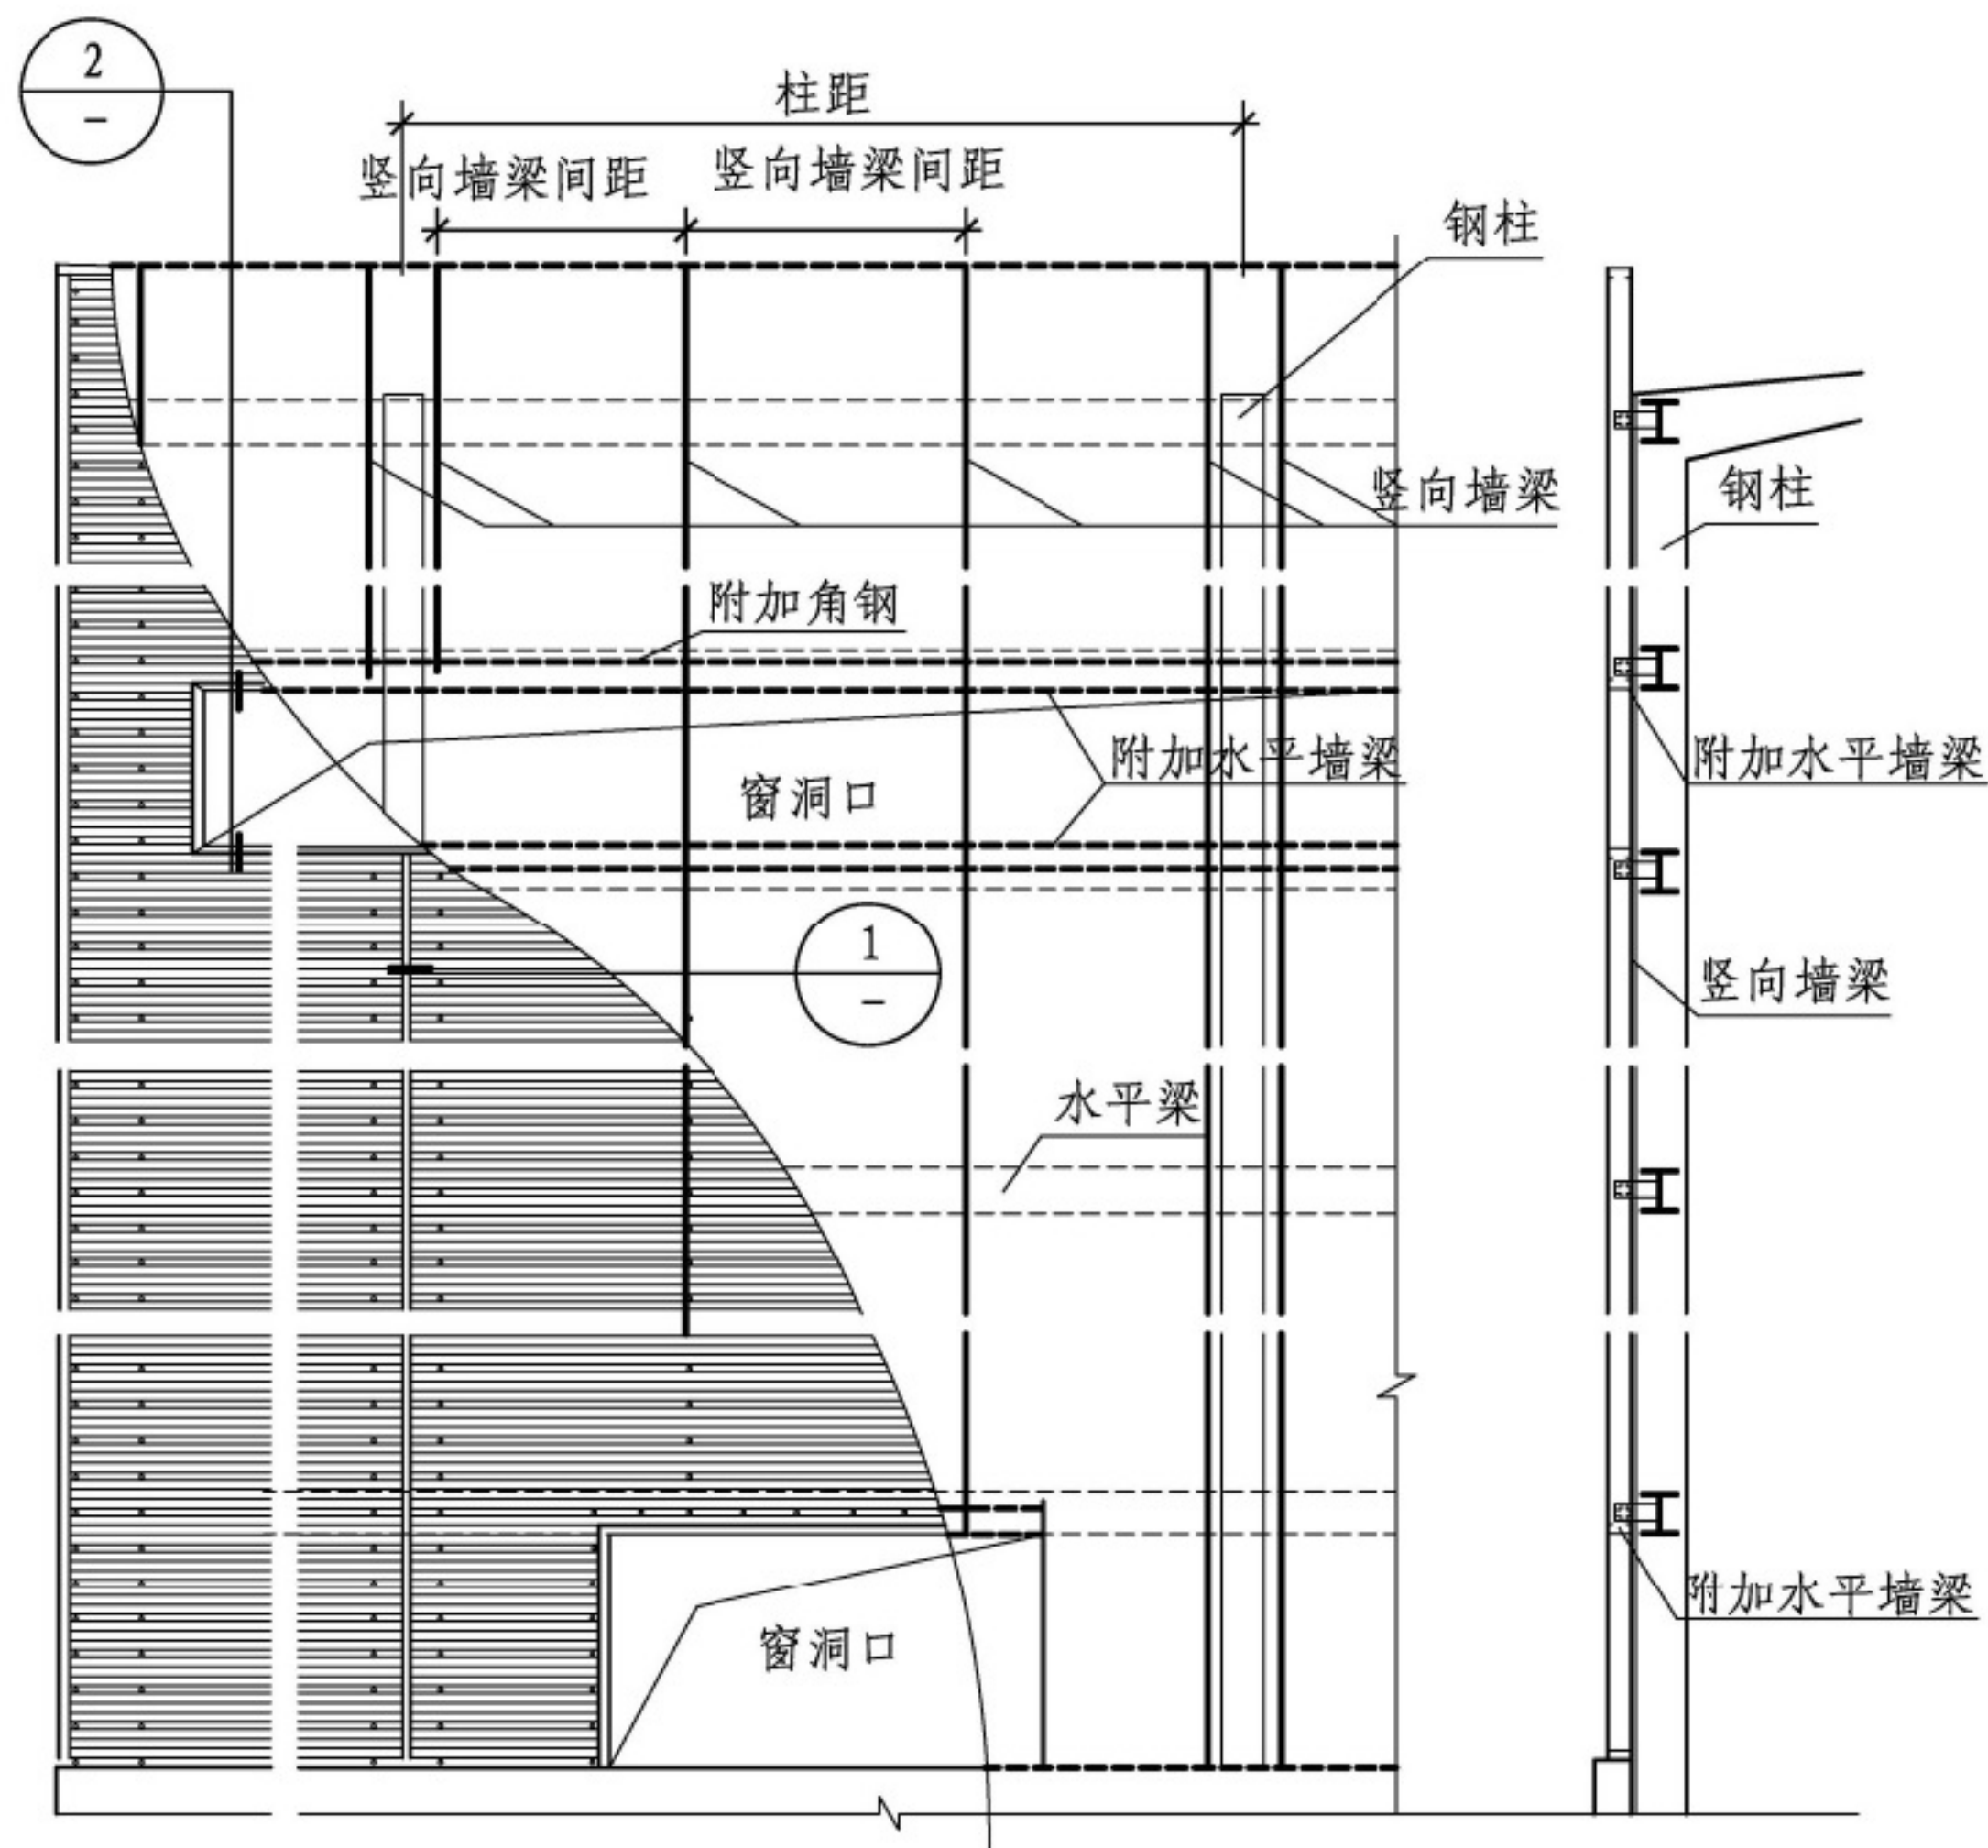 2
–
柱距
竖向墙梁间距
竖向墙梁间距
钢柱
竖向墙梁
钢柱
附加角钢
附加水平墙梁
附加水平墙梁
窗洞口
1
–
竖向墙梁
水平梁
附加水平墙梁
窗洞口